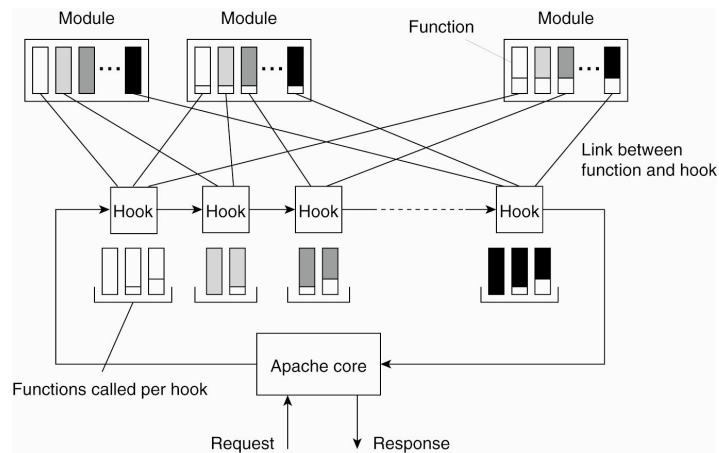 Module
Module
Module
Function
...
...
...
Link between
function and hook
Hook
Hook
Hook
Hook
Functions called per hook
Apache core
Request
Response